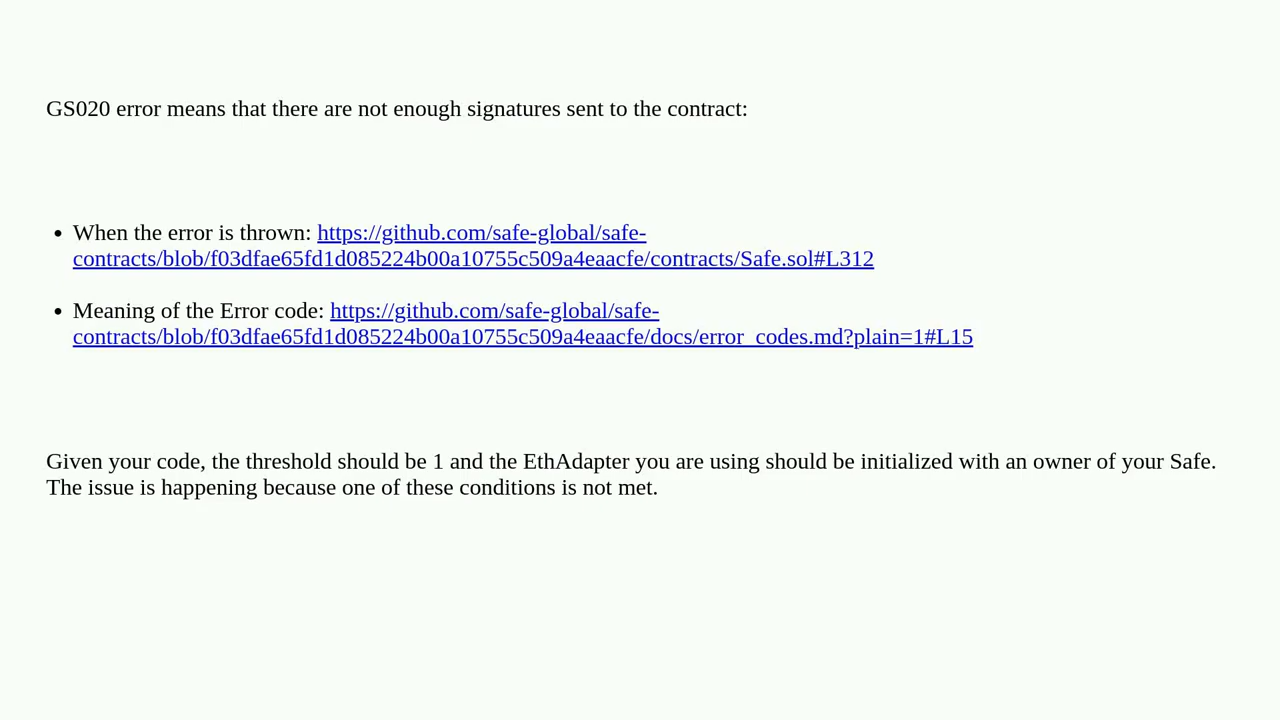 GS020 error means that there are not enough signatures sent to the contract:
• When the error is thrown: https://github.com/safe-global/safe-
contracts/blob/f03dfae65fd1d085224b00a10755c509a4eaacfe/contracts/Safe.sol#L312
• Meaning of the Error code: https://github.com/safe-global/safe-
contracts/blob/f03dfae65fd1d085224b00a10755c509a4eaacfe/docs/error_codes.md?plain=1#L15
Given your code, the threshold should be 1 and the EthAdapter you are using should be initialized with an owner of your Safe.
The issue is happening because one of these conditions is not met.